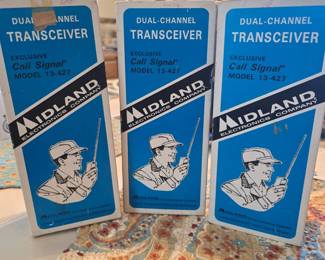 DUAL-CHANNEL
TRANSCEIVER
EXCLUSIVE
Call Signal"
MODEL 13-427
MIDLAND
ELECTRONICS COMPANY
DUAL-CHANNEL
TRANSCEIVER
EXCLUSIVE
Call Signal"
MODEL 13-427
MIDLAND
ELECTRONICS COMPANY
DUAL-CHANNEL
TRANSCEIVER
EXCLUSIVE
Call Signal"
MODEL 13-427
MIDLAND
ELECTRONICS COMPANY